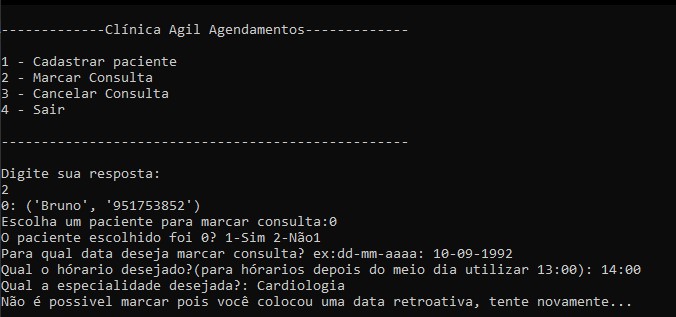 -------------Clínica Agil Agendamentos-------------
1 - Cadastrar paciente
2 - Marcar Consulta
3 - Cancelar Consulta
4 - Sair
---------------------------------------------------
Digite sua resposta:
2
0: ('Bruno', '951753852')
Escolha um paciente para marcar consulta:0
O paciente escolhido foi 0? 1-Sim 2-Não1
Para qual data deseja marcar consulta? ex:dd-mm-aaaa: 10-09-1992
Qual o hórario desejado?(para hórarios depois do meio dia utilizar 13:00): 14:00
Qual a especialidade desejada?: Cardiologia
Não é possivel marcar pois você colocou uma data retroativa, tente novamente...